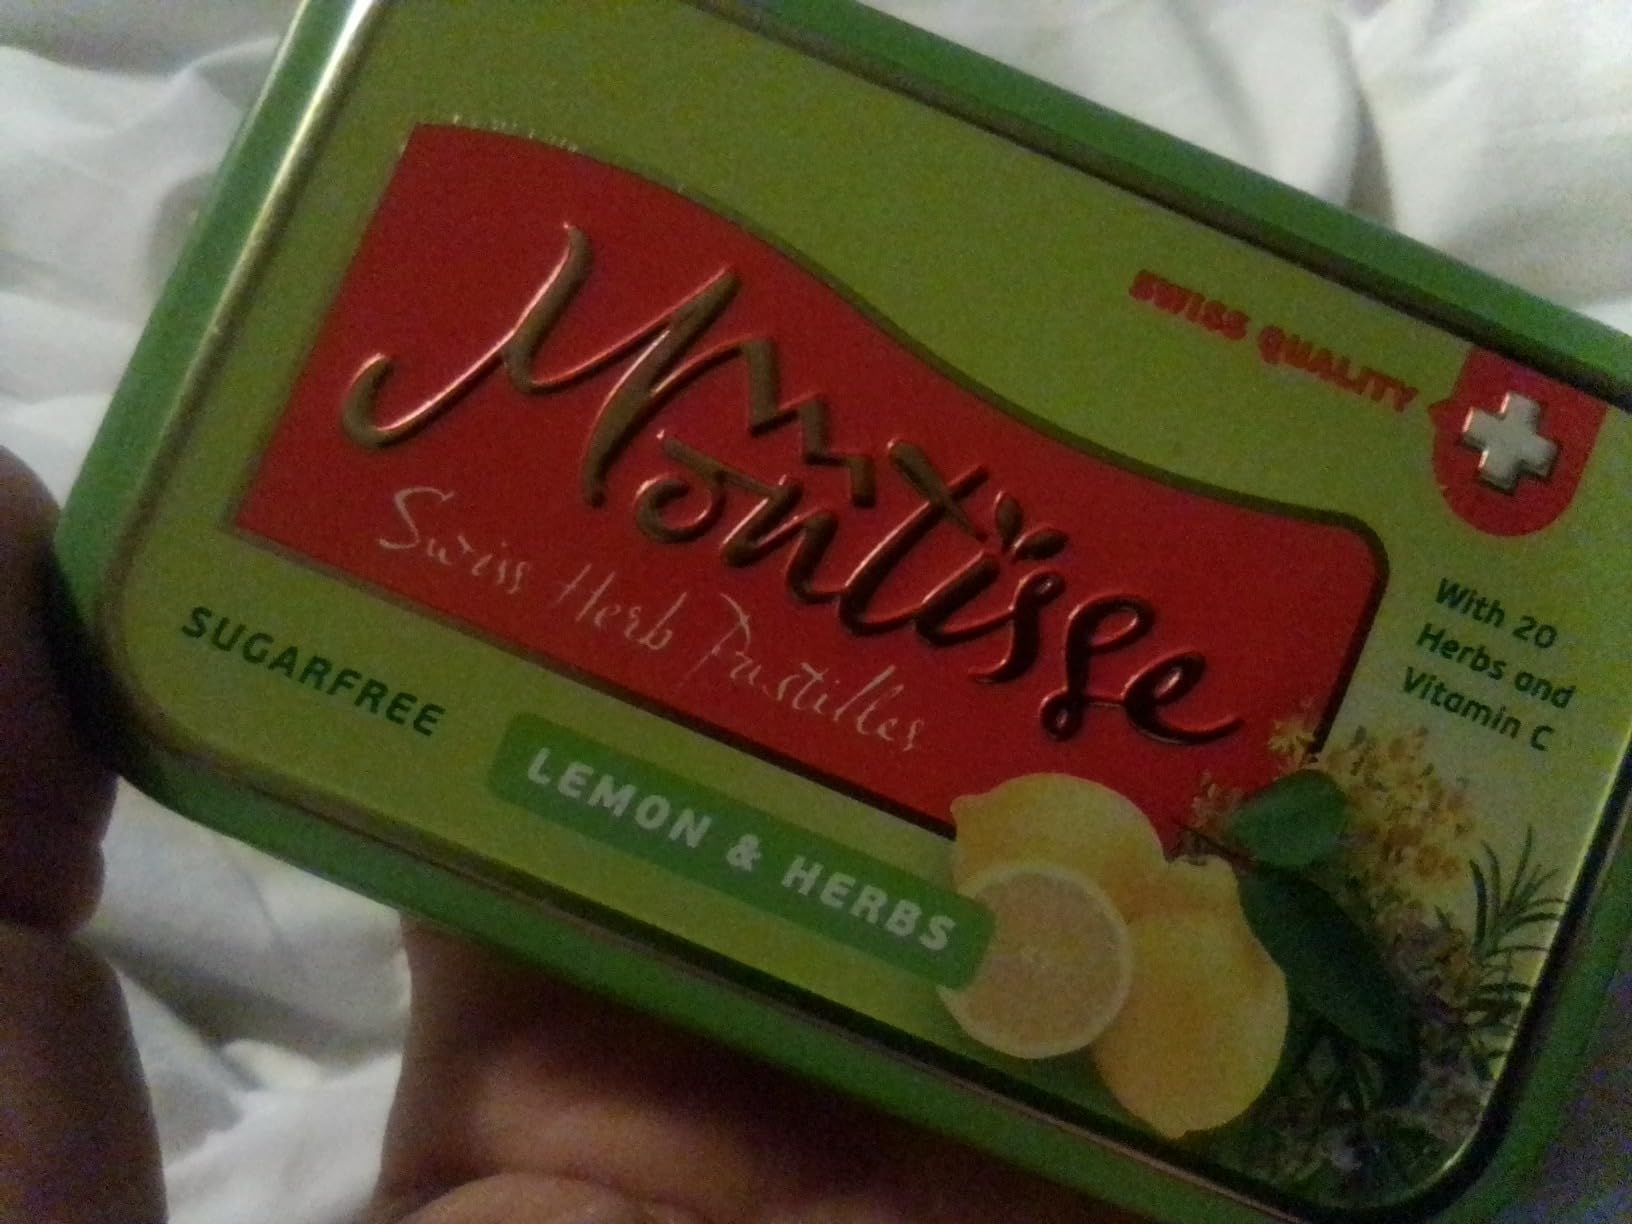 SWISS QUALITY
Montisse
Swiss Herb Pastilles
With 20
Herbs and
Vitamin C
SUGARFREE
LEMON & HERBS